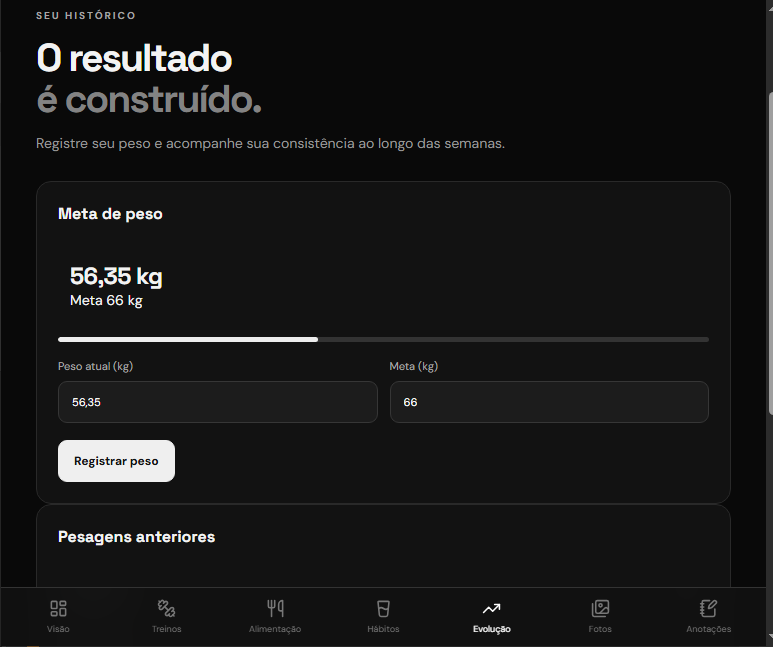 SEU HISTÓRICO
O resultado
é construído.
Registre seu peso e acompanhe sua consistência ao longo das semanas.
Meta de peso
56,35 kg
Meta 66 kg
Peso atual (kg)
Meta (kg)
56,35
66
Registrar peso
Pesagens anteriores
Visão
Treinos
Alimentação
Hábitos
Evolução
Fotos
Anotações